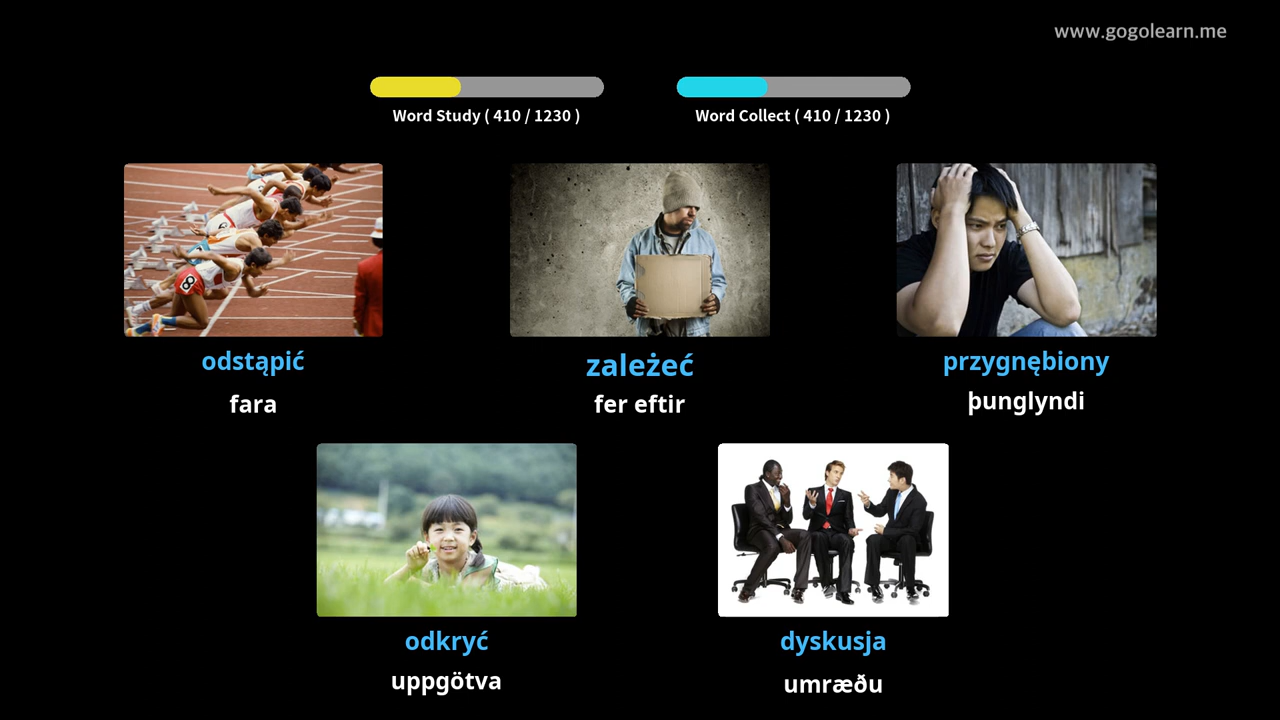 www.gogolearn.me
Word Study ( 410 / 1230 )
Word Collect ( 410 / 1230 )
odstąpić
fara
zależeć
fer eftir
przygnębiony
þunglyndi
odkryć
uppgötva
dyskusja
umræðu
8